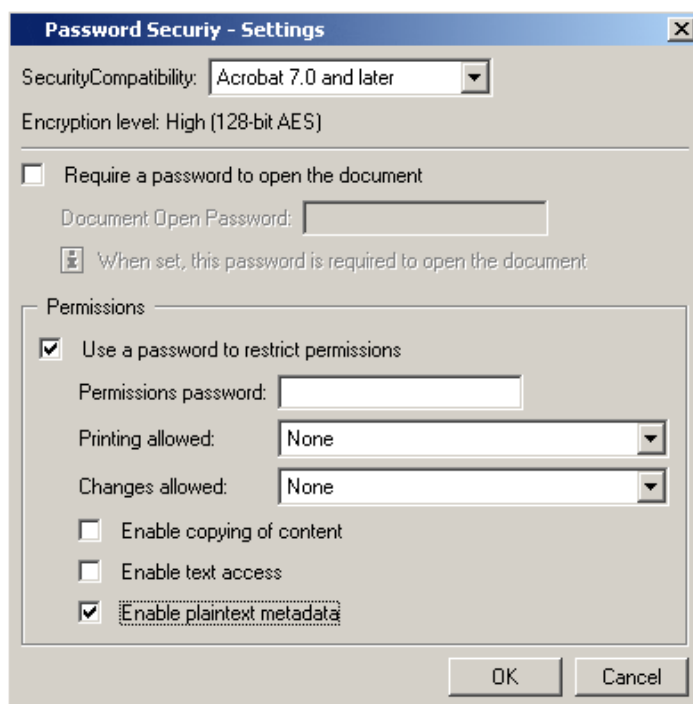 Password Securiy - Settings
SecurityCompatibility: Acrobat 7.0 and later
Encryption level: High (128-bit AES)
Require a password to open the document
Document Open Password:
When set, this password is required to open the document
Permissions
Use a password to restrict permissions
Permissions password:
Printing allowed: None
Changes allowed: None
Enable copying of content
Enable text access
Enable plaintext metadata
OK Cancel